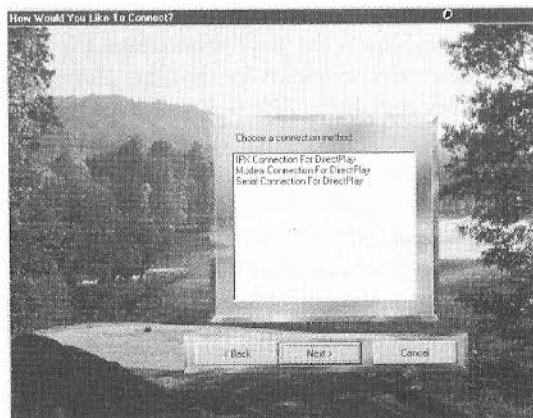 How Would You Like To Connect?
Choose a connection method:
IPX Connection For DirectPlay
Modem Connection For DirectPlay
Serial Connection For DirectPlay
< Back
Next >
Cancel